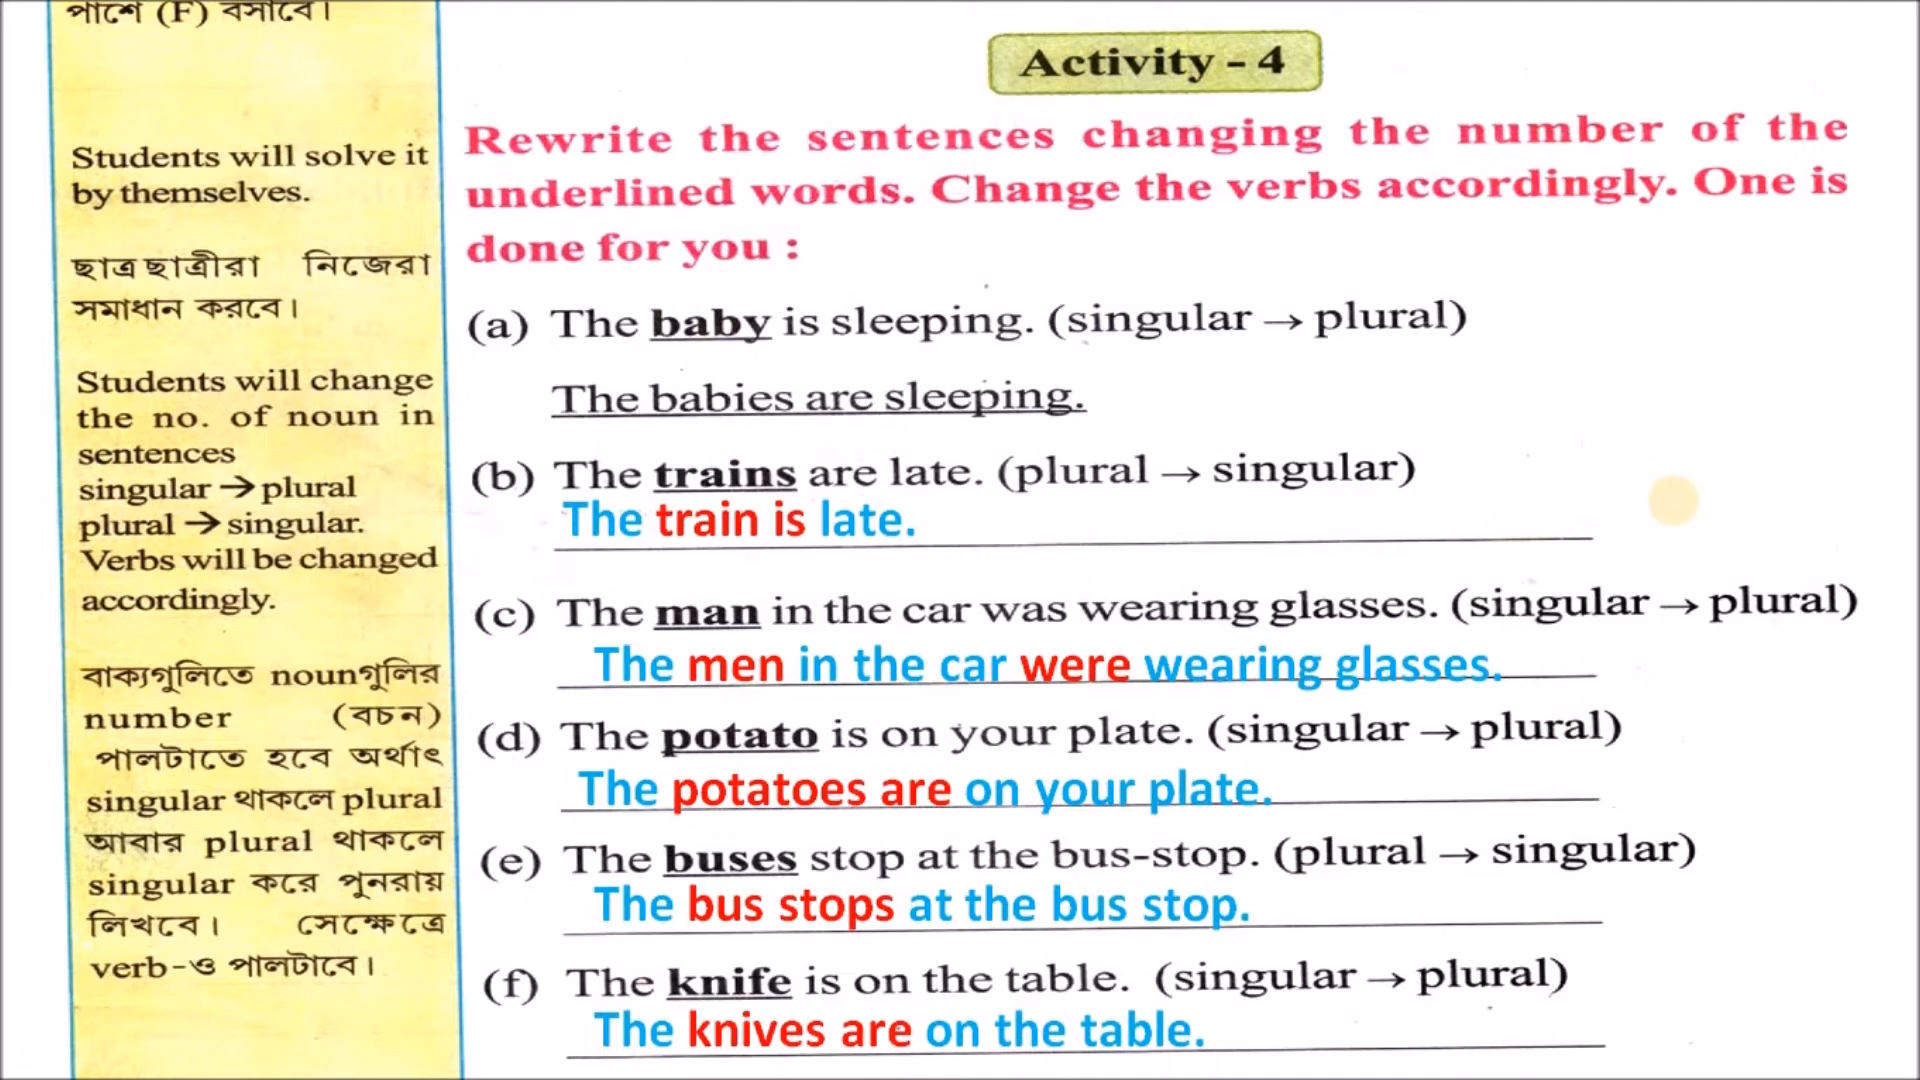 পাশে (F) বসাবে।
Students will solve it
by themselves.
ছাত্রছাত্রীরা নিজেরা
সমাধান করবে।
Students will change
the no. of noun in
sentences
singular → plural
plural → singular.
Verbs will be changed
accordingly.
বাক্যগুলিতে nounগুলির
number (বচন)
পালটাতে হবে অর্থাৎ
singular থাকলে plural
আবার plural থাকলে
singular করে পুনরায়
লিখবে। সেক্ষেত্রে
verb-ও পালটাবে।
Activity - 4
Rewrite the sentences changing the number of the
underlined words. Change the verbs accordingly. One is
done for you :
(a) The baby is sleeping. (singular → plural)
The babies are sleeping.
(b) The trains are late. (plural → singular)
The train is late.
(c) The man in the car was wearing glasses. (singular → plural)
The men in the car were wearing glasses.
(d) The potato is on your plate. (singular → plural)
The potatoes are on your plate.
(e) The buses stop at the bus-stop. (plural → singular)
The bus stops at the bus stop.
(f) The knife is on the table. (singular → plural)
The knives are on the table.